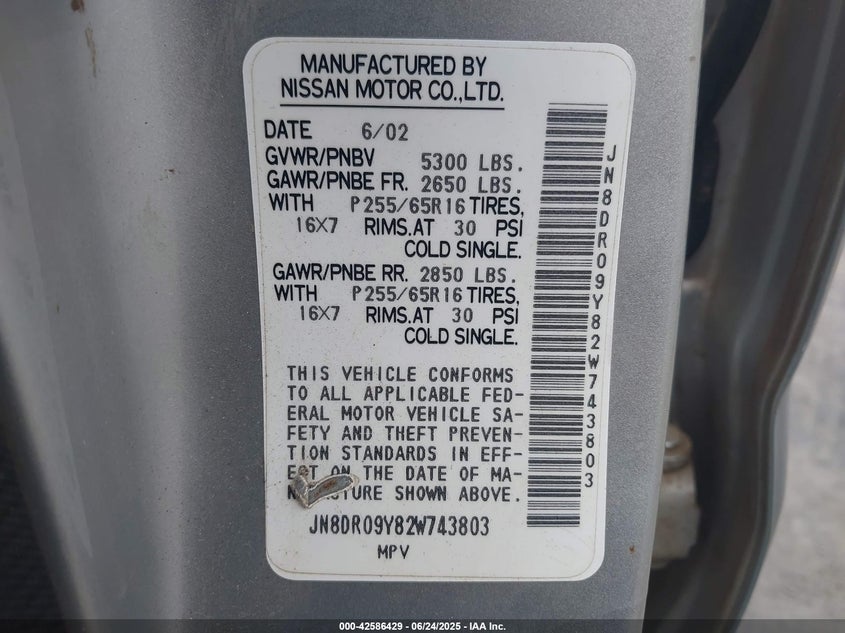 MANUFACTURED BY
NISSAN MOTOR CO.,LTD.
DATE 6/02
GVWR/PNBV 5300 LBS.
GAWR/PNBE FR. 2650 LBS.
WITH P255/65R16 TIRES,
16X7 RIMS.AT 30 PSI
COLD SINGLE.
GAWR/PNBE RR. 2850 LBS.
WITH P255/65R16 TIRES,
16X7 RIMS.AT 30 PSI
COLD SINGLE.
THIS VEHICLE CONFORMS
TO ALL APPLICABLE FED-
ERAL MOTOR VEHICLE SA-
FETY AND THEFT PREVEN-
TION STANDARDS IN EFF-
ECT ON THE DATE OF MA-
SHOWN ABOVE.
JN8DR09Y82W743803
MPV
JN8DR09Y82W743803
000-42586429 - 06/24/2025 - IAA Inc.